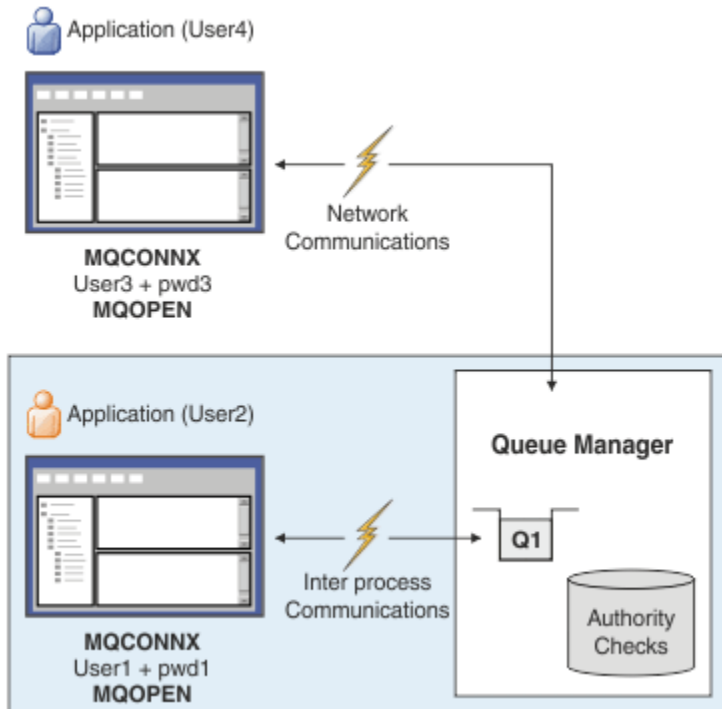 Application (User4)
Network
Communications
MQCONNX
User3 + pwd3
MQOPEN
Application (User2)
Queue Manager
Q1
Inter process
Communications
Authority
Checks
MQCONNX
User1 + pwd1
MQOPEN